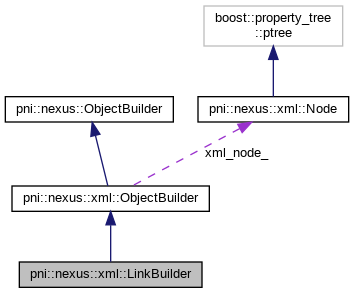 boost::property_tree
::ptree
pni::nexus::ObjectBuilder
pni::nexus::xml::Node
xml_node_
pni::nexus::xml::ObjectBuilder
pni::nexus::xml::LinkBuilder